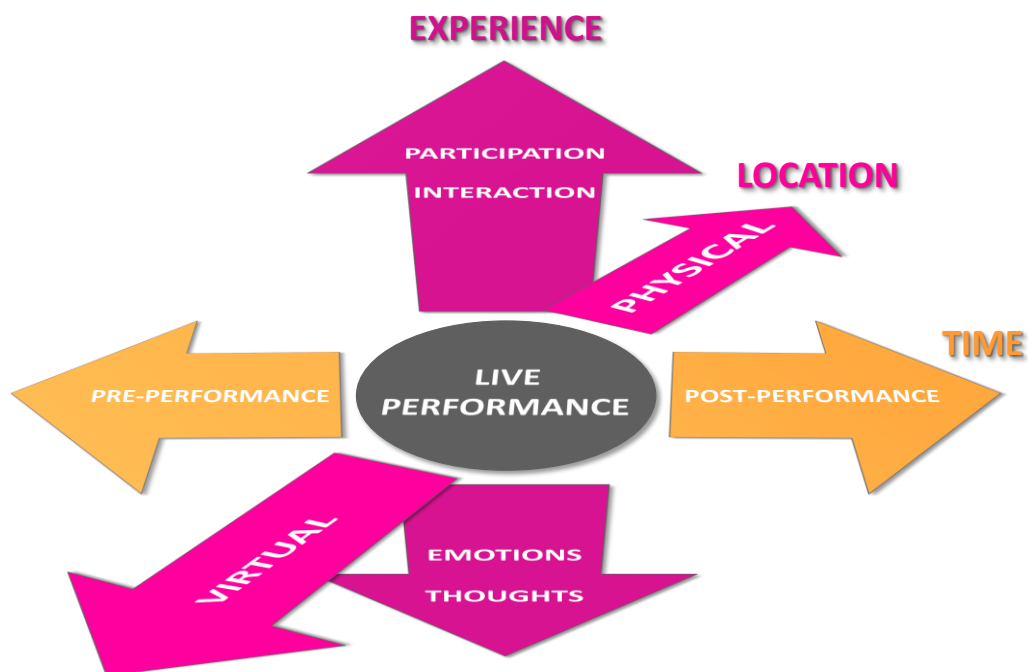 EXPERIENCE
PARTICIPATION
INTERACTION
LOCATION
PHYSICAL
TIME
PRE-PERFORMANCE
LIVE
PERFORMANCE
POST-PERFORMANCE
VIRTUAL
EMOTIONS
THOUGHTS